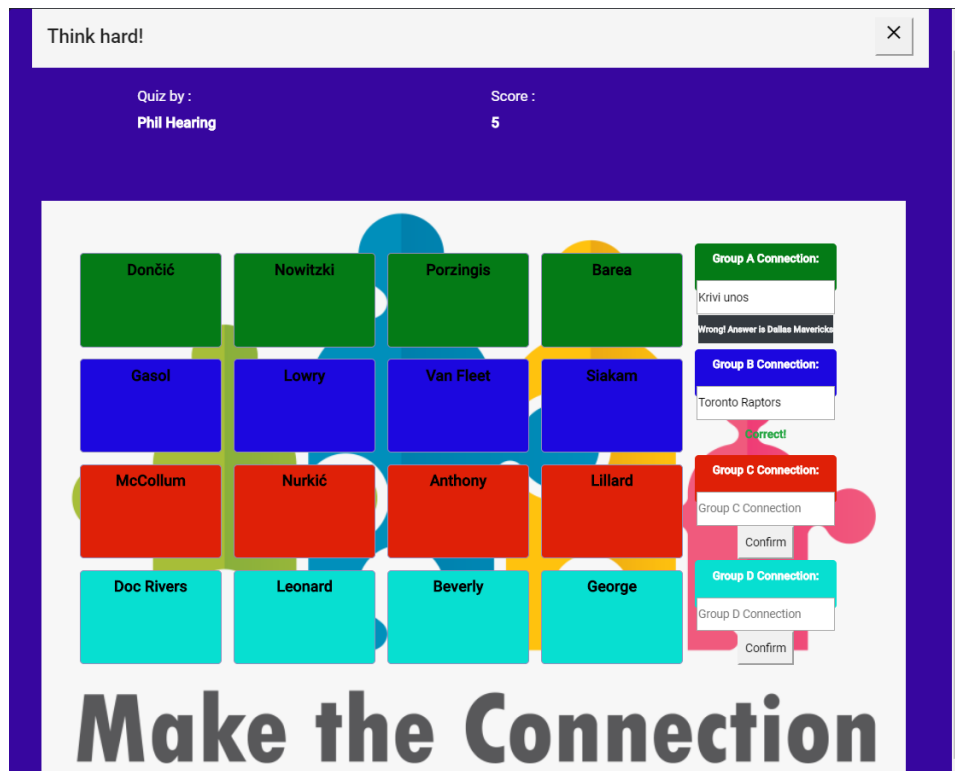 Think hard!
Quiz by :
Score :
Phil Hearing
5
Dončić
Nowitzki
Porzingis
Barea
Group A Connection:
Krivi unos
Wrong! Answer is Dallas Mavericks
Gasol
Lowry
Van Fleet
Siakam
Group B Connection:
Toronto Raptors
Correct!
McCollum
Nurkić
Anthony
Lillard
Group C Connection:
Group C Connection
Confirm
Doc Rivers
Leonard
Beverly
George
Group D Connection:
Group D Connection
Confirm
Make the Connection